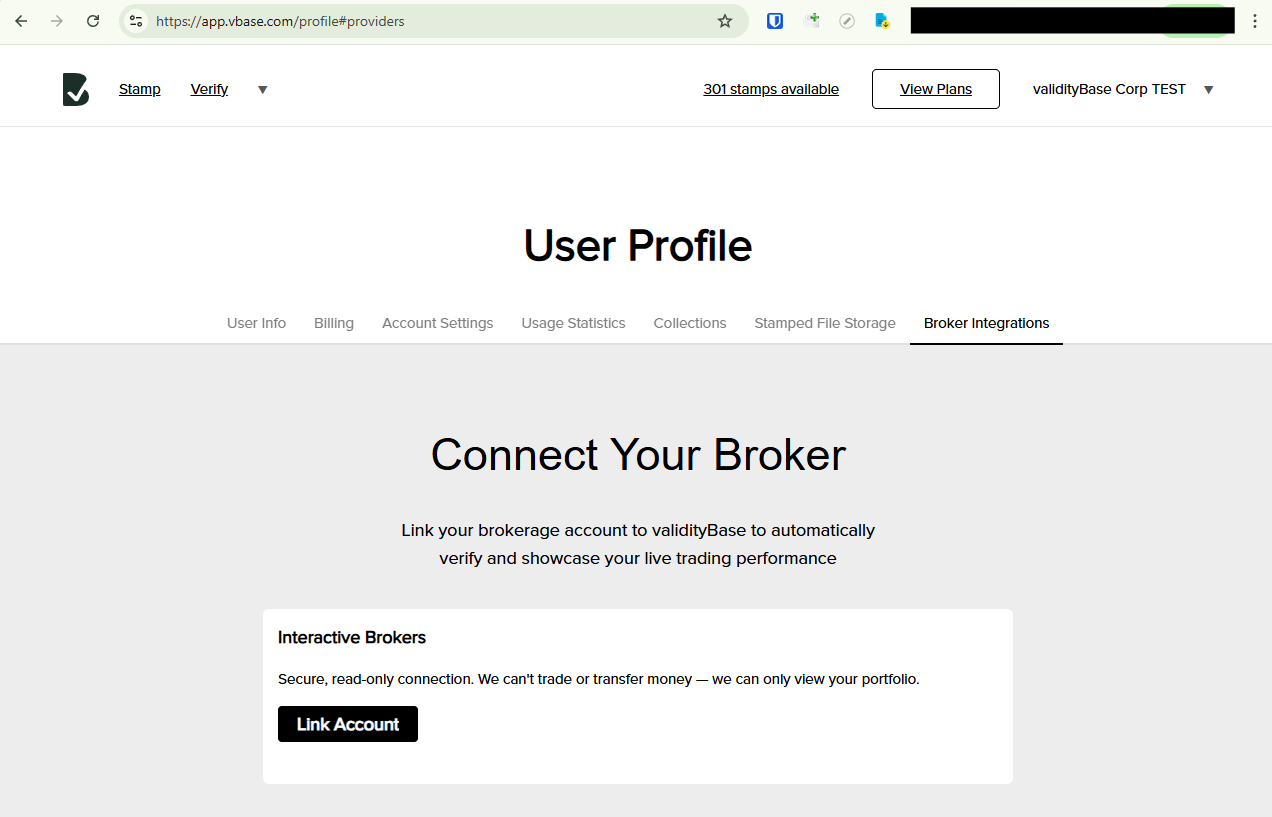 https://app.vbase.com/profile#providers
Stamp Verify 301 stamps available View Plans validityBase Corp TEST
User Profile
User Info Billing Account Settings Usage Statistics Collections Stamped File Storage Broker Integrations
Connect Your Broker
Link your brokerage account to validityBase to automatically
verify and showcase your live trading performance
Interactive Brokers
Secure, read-only connection. We can't trade or transfer money — we can only view your portfolio.
Link Account